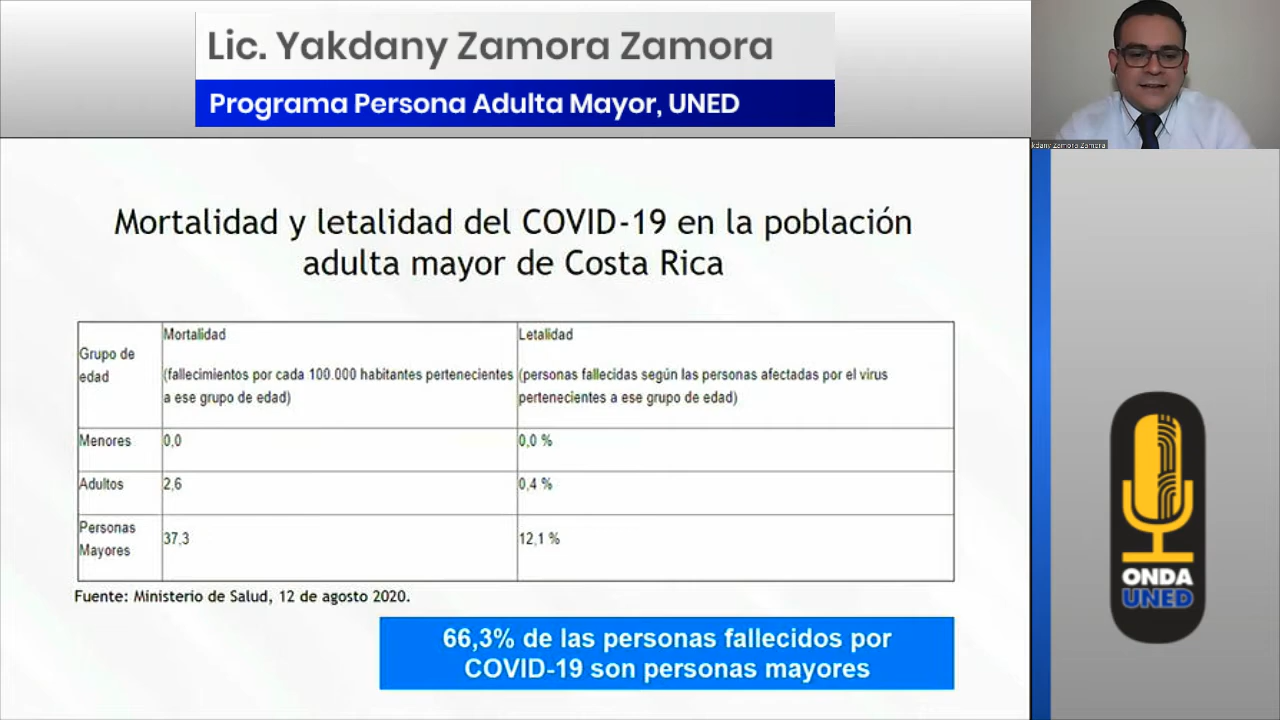 Lic. Yakdany Zamora Zamora
Programa Persona Adulta Mayor, UNED
kdany Zamora Zamora
Mortalidad y letalidad del COVID-19 en la población
adulta mayor de Costa Rica
Grupo de
edad
Mortalidad
(fallecimientos por cada 100.000 habitantes pertenecientes
a ese grupo de edad)
Letalidad
(personas fallecidas según las personas afectadas por el virus
pertenecientes a ese grupo de edad)
Menores
0,0
0,0 %
Adultos
2,6
0,4 %
Personas
Mayores
37,3
12,1 %
Fuente: Ministerio de Salud, 12 de agosto 2020.
66,3% de las personas fallecidos por
COVID-19 son personas mayores
ONDA
UNED